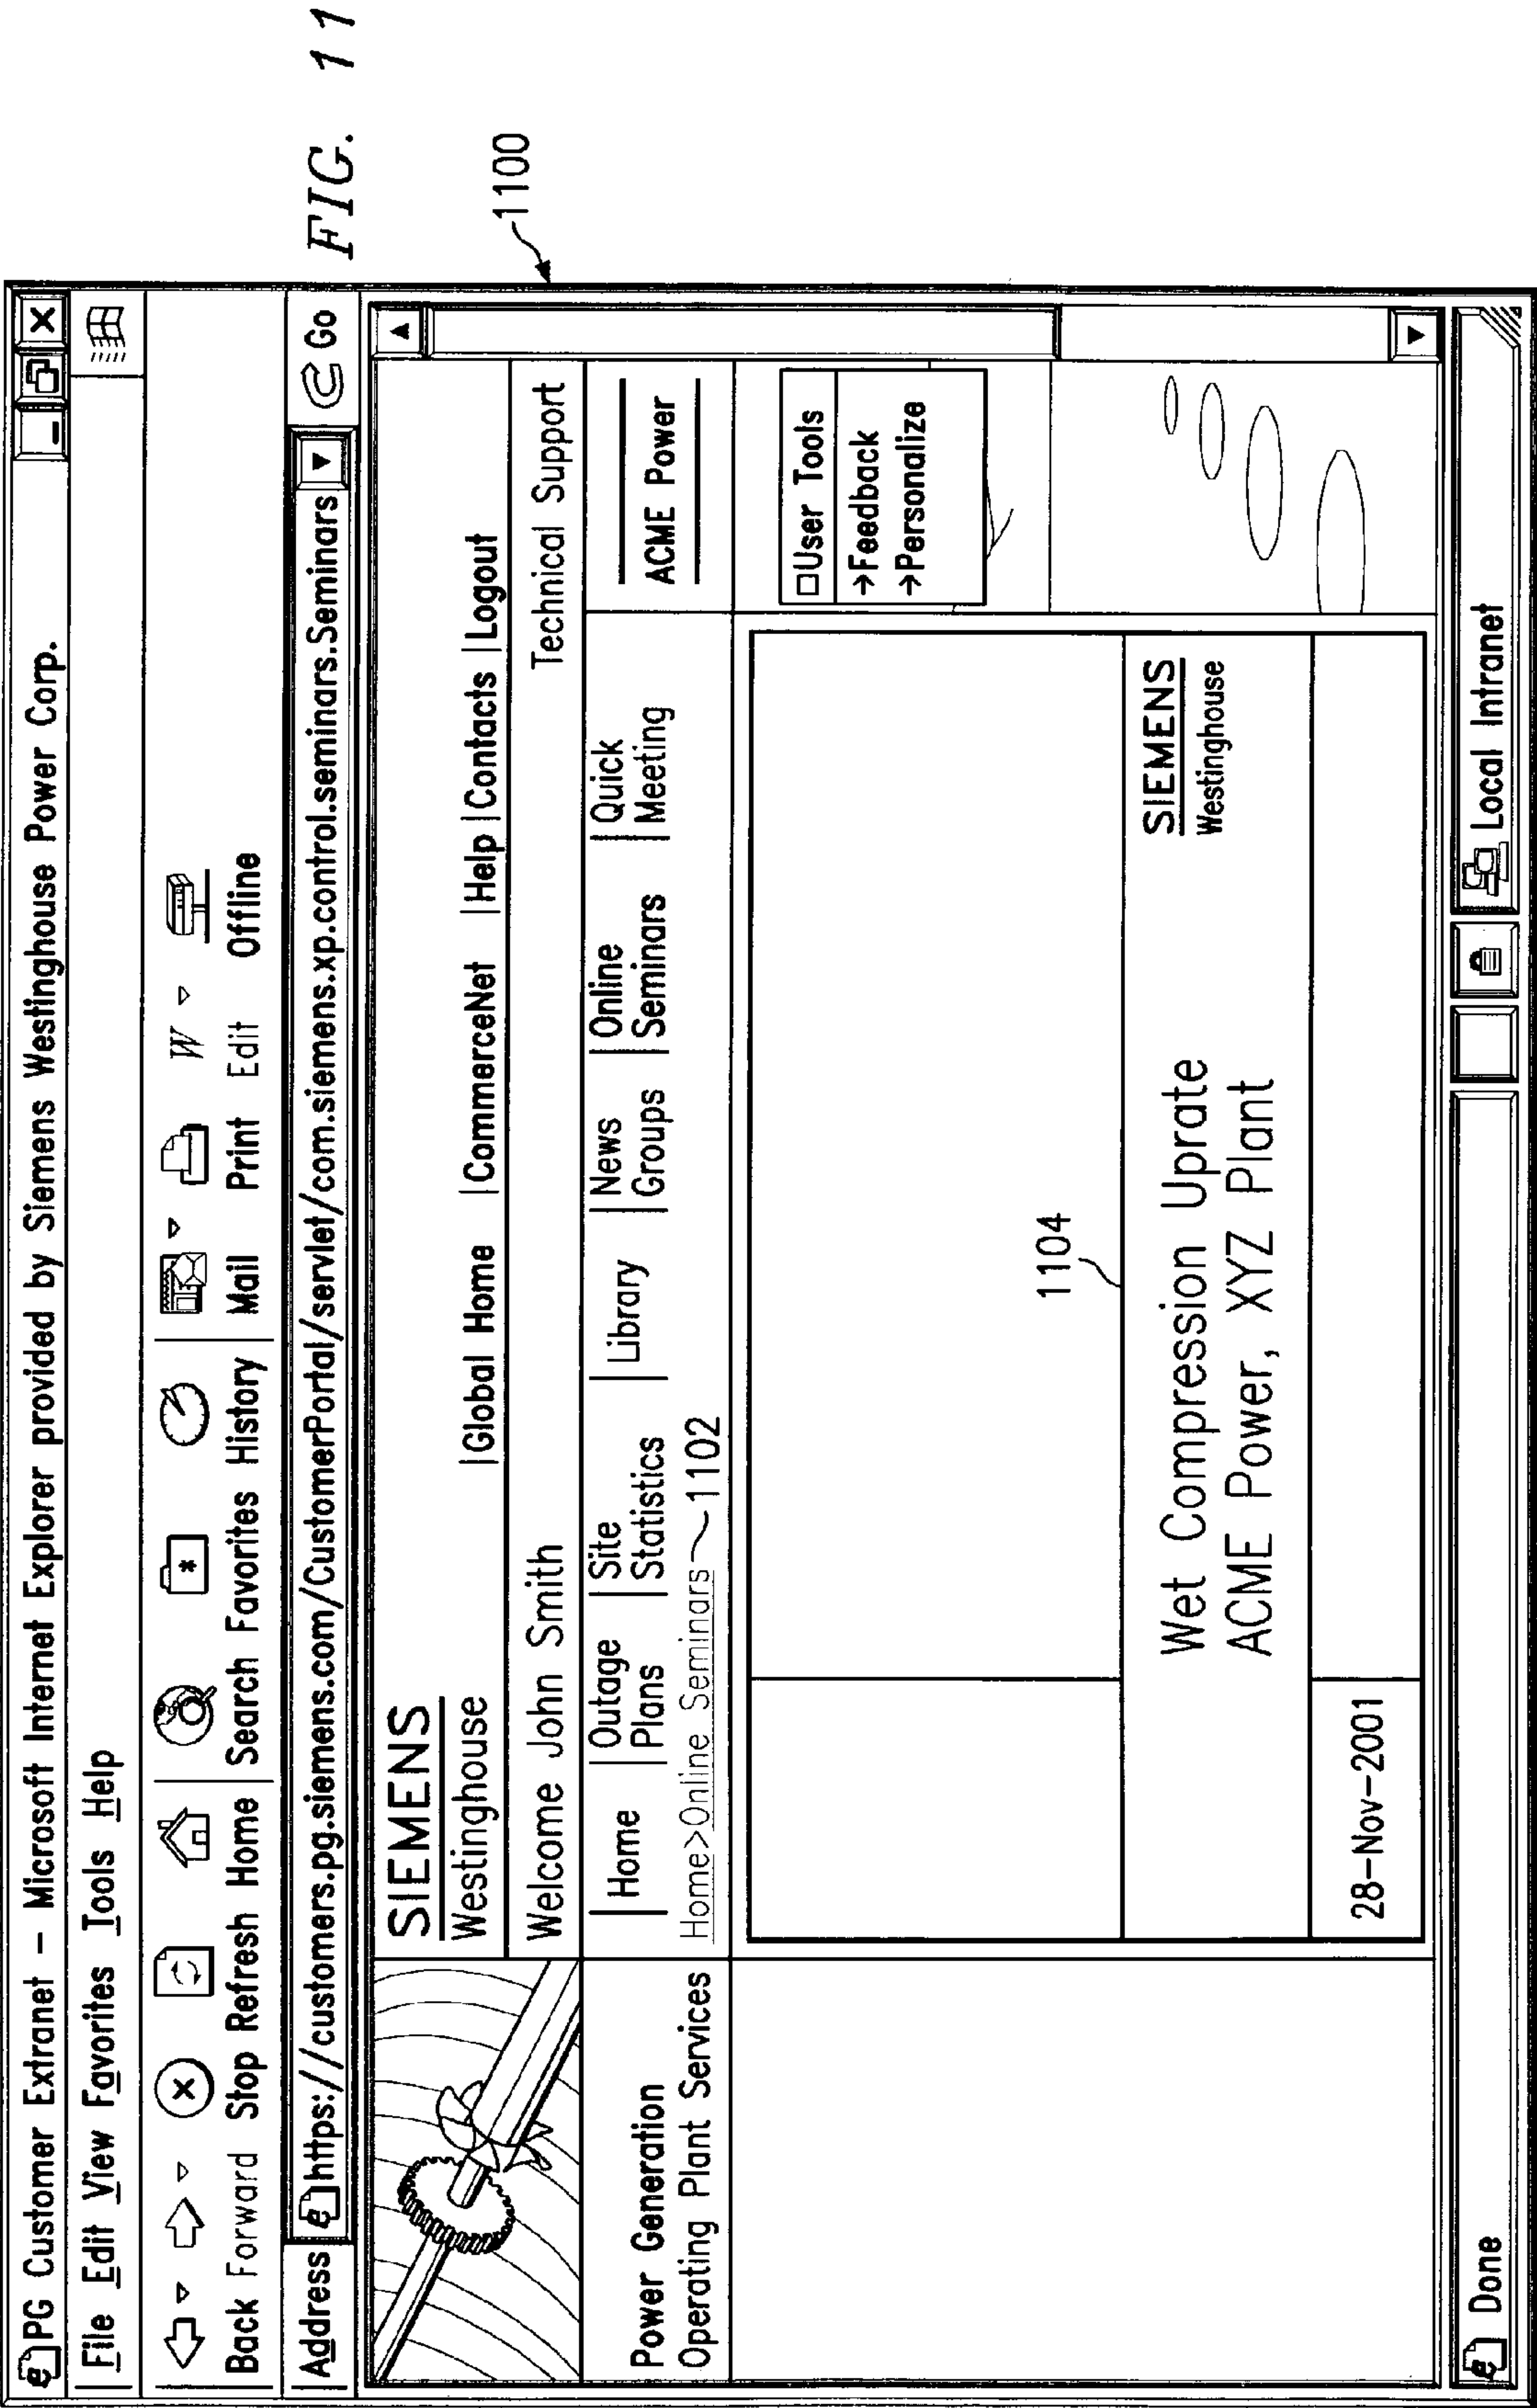 FIG. 11
1100
PG Customer Extranet – Microsoft Internet Explorer provided by Siemens Westinghouse Power Corp.
File Edit View Favorites Tools Help
Back Forward Stop Refresh Home Search Favorites History Mail Print Edit Offline
Address https://customers.pg.siemens.com/CustomerPortal/servlet/com.siemens.xp.control.seminars.Seminars Go
SIEMENS
Westinghouse
|Global Home |CommerceNet |Help |Contacts |Logout
Welcome John Smith Technical Support
Power Generation
Operating Plant Services
| Home | Outage Plans | Site Statistics | Library | News Groups | Online Seminars | Quick Meeting
ACME Power
Home>Online Seminars 1102
User Tools
→Feedback
→Personalize
1104
Wet Compression Uprate
ACME Power, XYZ Plant
SIEMENS
Westinghouse
28–Nov–2001
Done Local Intranet